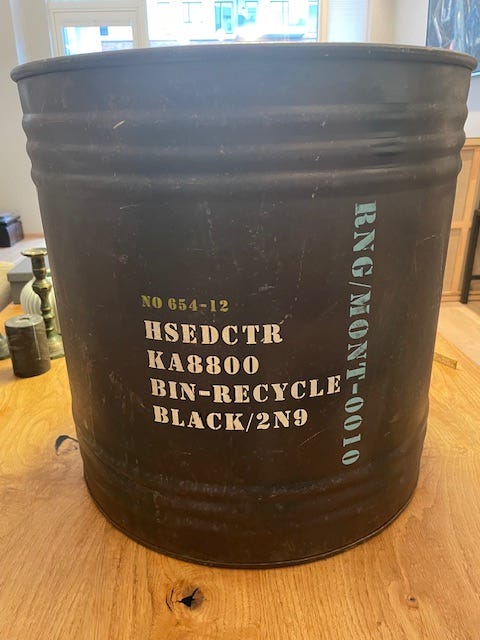 NO 654-12
HSEDCTR
KA8800
BIN-RECYCLE
BLACK/2N9
RNG/MONT-0010